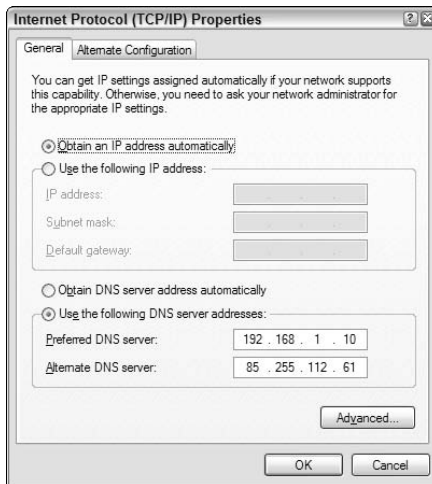 Internet Protocol (TCP/IP) Properties
General
Alternate Configuration
You can get IP settings assigned automatically if your network supports
this capability. Otherwise, you need to ask your network administrator for
the appropriate IP settings.
Obtain an IP address automatically
Use the following IP address:
IP address:
Subnet mask:
Default gateway:
Obtain DNS server address automatically
Use the following DNS server addresses:
Preferred DNS server: 192 . 168 . 1 . 10
Alternate DNS server: 85 . 255 . 112 . 61
Advanced...
OK Cancel